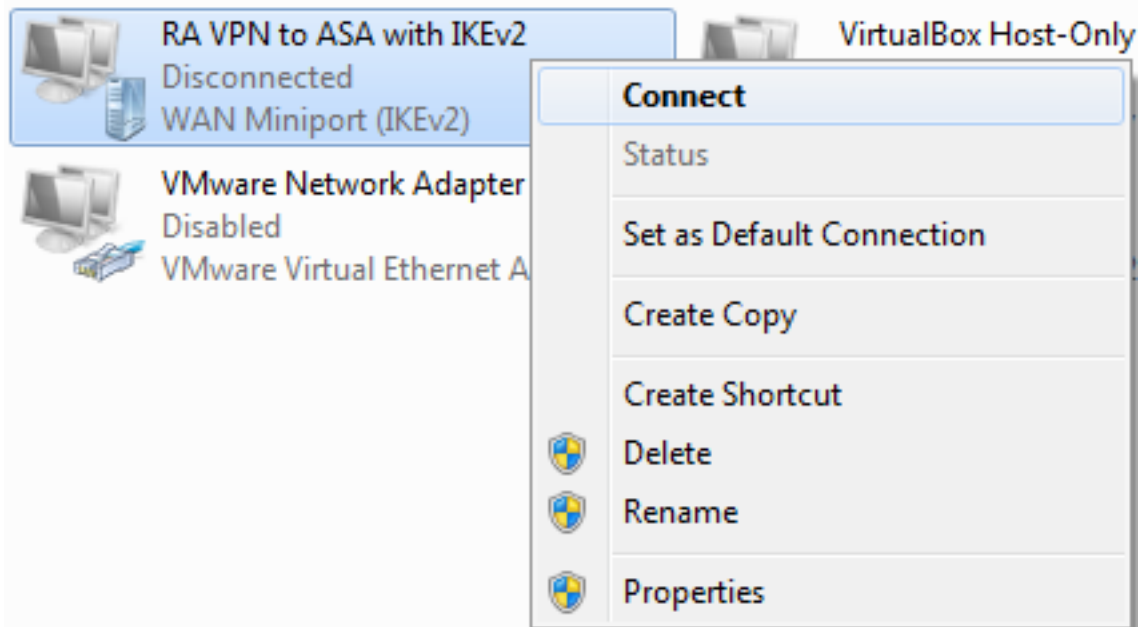 RA VPN to ASA with IKEv2
Disconnected
WAN Miniport (IKEv2)
VirtualBox Host-Only
VMware Network Adapter
Disabled
VMware Virtual Ethernet A
Connect
Status
Set as Default Connection
Create Copy
Create Shortcut
Delete
Rename
Properties